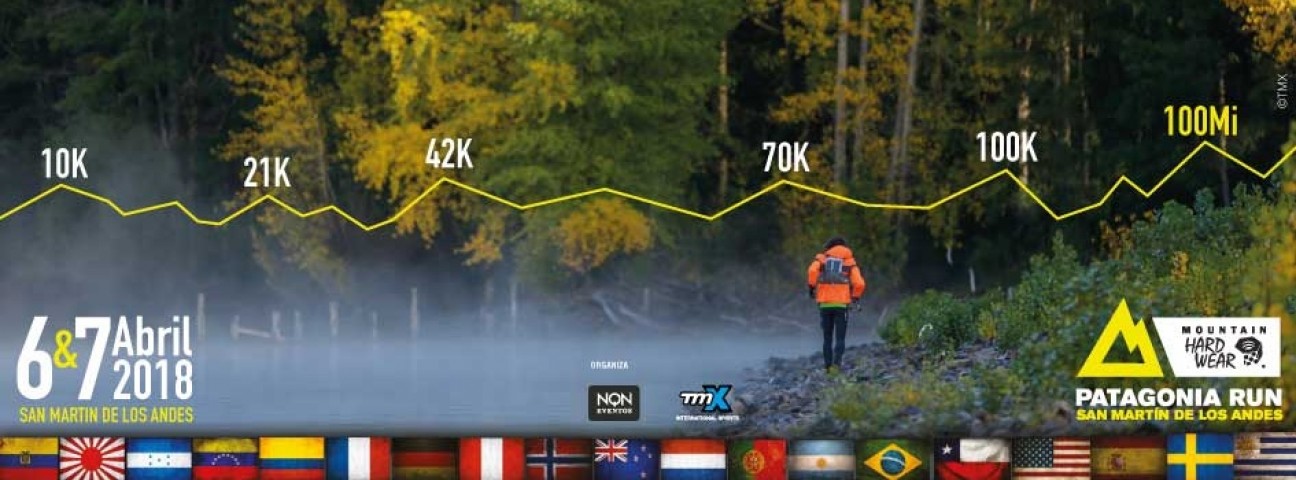 10K
21K
42K
70K
100K
100Mi
©TMX
6&7 Abril
2018
SAN MARTIN DE LOS ANDES
ORGANIZA
NQN
EVENTOS
TMX
INTERNATIONAL SPORTS
MOUNTAIN
HARD
WEAR
PATAGONIA RUN
SAN MARTÍN DE LOS ANDES